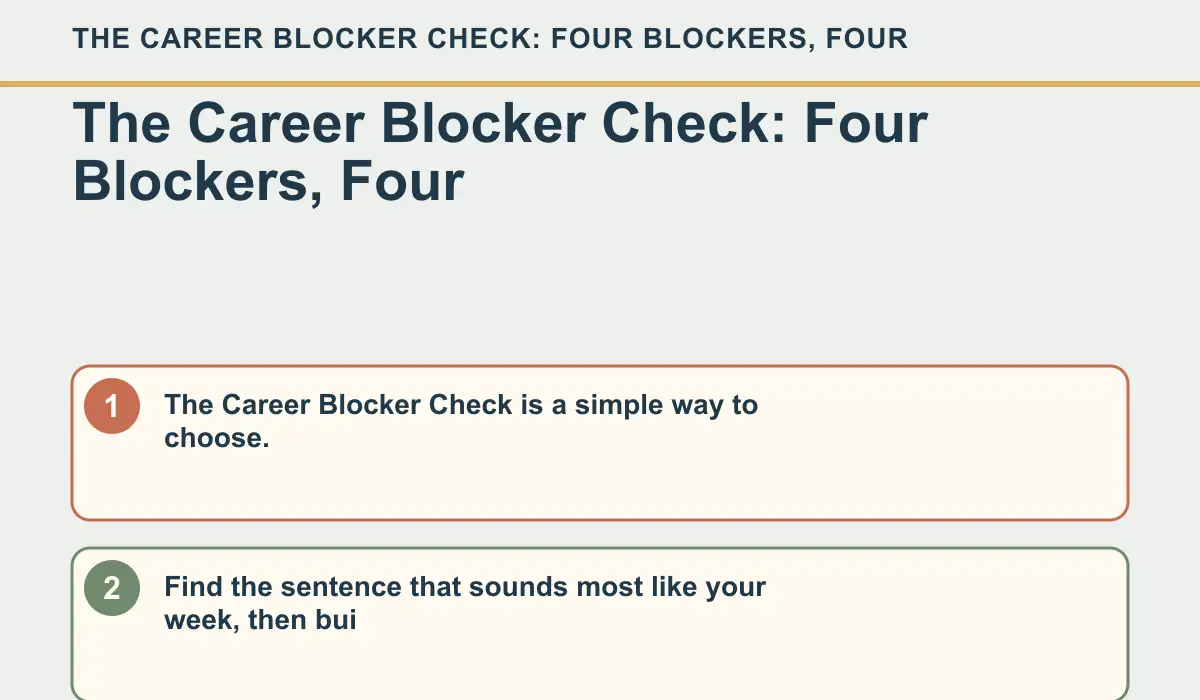 THE CAREER BLOCKER CHECK: FOUR BLOCKERS, FOUR
The Career Blocker Check: Four
Blockers, Four
1
The Career Blocker Check is a simple way to
choose.
2
Find the sentence that sounds most like your
week, then bui